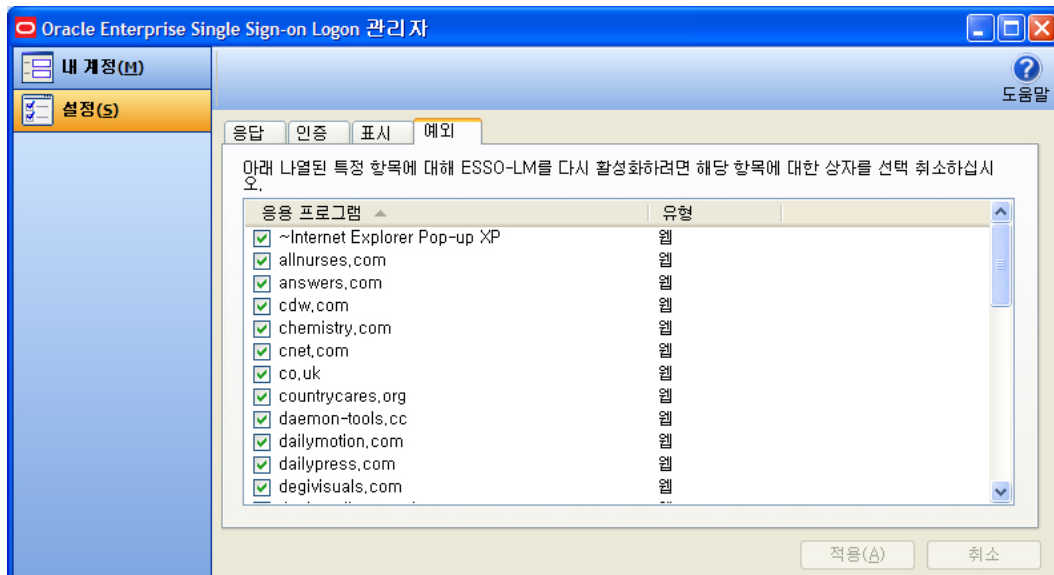 Oracle Enterprise Single Sign-on Logon 관리자
내 계정(M)
설정(S)
도움말
응답 인증 표시 예외
아래 나열된 특정 항목에 대해 ESSO-LM를 다시 활성화하려면 해당 항목에 대한 상자를 선택 취소하십시
오.
응용 프로그램 유형
~Internet Explorer Pop-up XP 웹
allnurses.com 웹
answers.com 웹
cdw.com 웹
chemistry.com 웹
cnet.com 웹
co.uk 웹
countrycares.org 웹
daemon-tools.cc 웹
dailymotion.com 웹
dailypress.com 웹
degivisuals.com 웹
적용(A) 취소